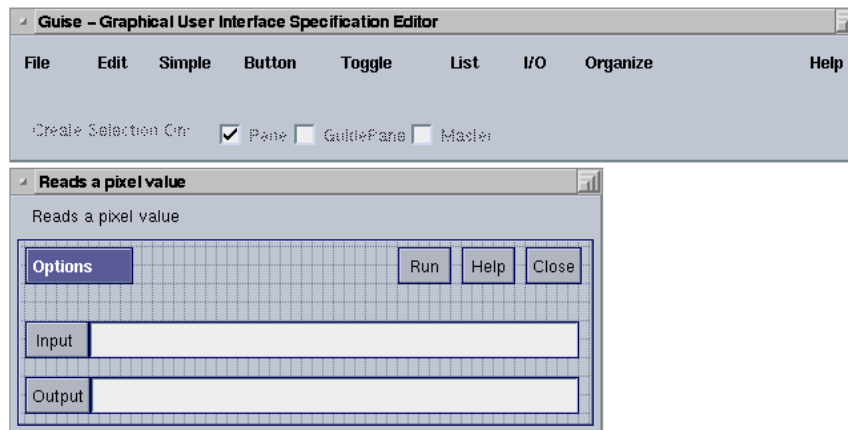 Guise – Graphical User Interface Specification Editor
File Edit Simple Button Toggle List I/O Organize Help
Create Selection On: Pane GuidePane Master
Reads a pixel value
Reads a pixel value
Options Run Help Close
Input
Output